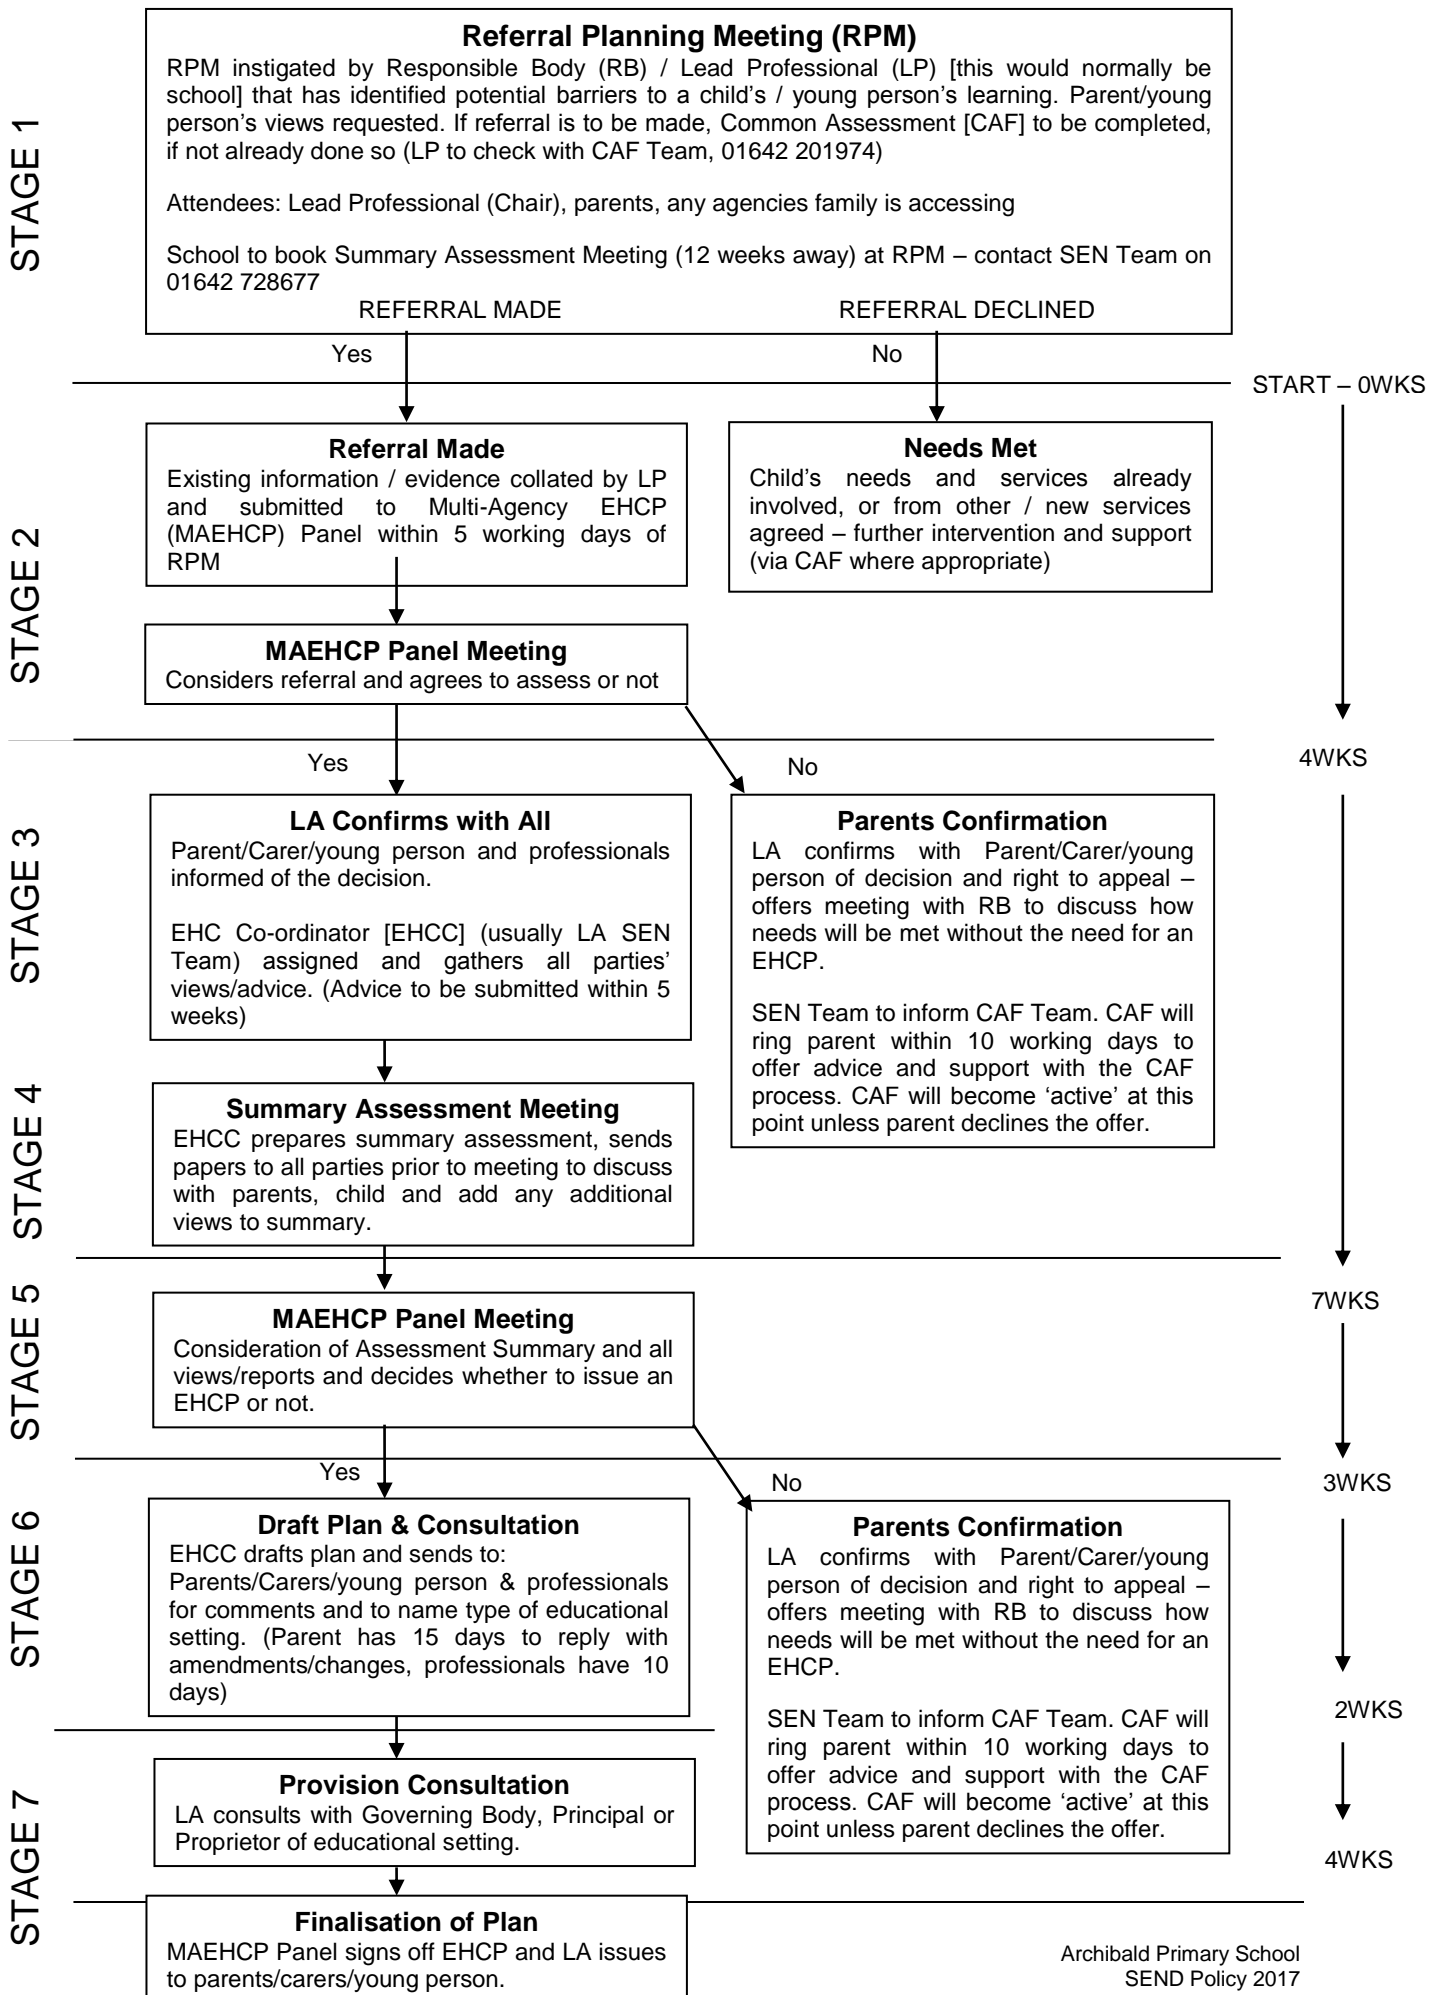 STAGE 1
Referral Planning Meeting (RPM)
RPM instigated by Responsible Body (RB) / Lead Professional (LP) [this would normally be
school] that has identified potential barriers to a child's / young person's learning. Parent/young
person's views requested. If referral is to be made, Common Assessment [CAF] to be completed,
if not already done so (LP to check with CAF Team, 01642 201974)
Attendees: Lead Professional (Chair), parents, any agencies family is accessing
School to book Summary Assessment Meeting (12 weeks away) at RPM – contact SEN Team on
01642 728677
REFERRAL MADE
REFERRAL DECLINED
Yes
No
START – 0WKS
STAGE 2
Referral Made
Existing information / evidence collated by LP
and submitted to Multi-Agency EHCP
(MAEHCP) Panel within 5 working days of
RPM
Needs Met
Child's needs and services already
involved, or from other / new services
agreed – further intervention and support
(via CAF where appropriate)
MAEHCP Panel Meeting
Considers referral and agrees to assess or not
Yes
No
4WKS
STAGE 3
LA Confirms with All
Parent/Carer/young person and professionals
informed of the decision.
EHC Co-ordinator [EHCC] (usually LA SEN
Team) assigned and gathers all parties'
views/advice. (Advice to be submitted within 5
weeks)
Parents Confirmation
LA confirms with Parent/Carer/young
person of decision and right to appeal –
offers meeting with RB to discuss how
needs will be met without the need for an
EHCP.
SEN Team to inform CAF Team. CAF will
ring parent within 10 working days to
offer advice and support with the CAF
process. CAF will become 'active' at this
point unless parent declines the offer.
STAGE 4
Summary Assessment Meeting
EHCC prepares summary assessment, sends
papers to all parties prior to meeting to discuss
with parents, child and add any additional
views to summary.
7WKS
STAGE 5
MAEHCP Panel Meeting
Consideration of Assessment Summary and all
views/reports and decides whether to issue an
EHCP or not.
Yes
No
3WKS
STAGE 6
Draft Plan & Consultation
EHCC drafts plan and sends to:
Parents/Carers/young person & professionals
for comments and to name type of educational
setting. (Parent has 15 days to reply with
amendments/changes, professionals have 10
days)
Parents Confirmation
LA confirms with Parent/Carer/young
person of decision and right to appeal –
offers meeting with RB to discuss how
needs will be met without the need for an
EHCP.
SEN Team to inform CAF Team. CAF will
ring parent within 10 working days to
offer advice and support with the CAF
process. CAF will become 'active' at this
point unless parent declines the offer.
2WKS
STAGE 7
Provision Consultation
LA consults with Governing Body, Principal or
Proprietor of educational setting.
4WKS
Finalisation of Plan
MAEHCP Panel signs off EHCP and LA issues
to parents/carers/young person.
Archibald Primary School
SEND Policy 2017